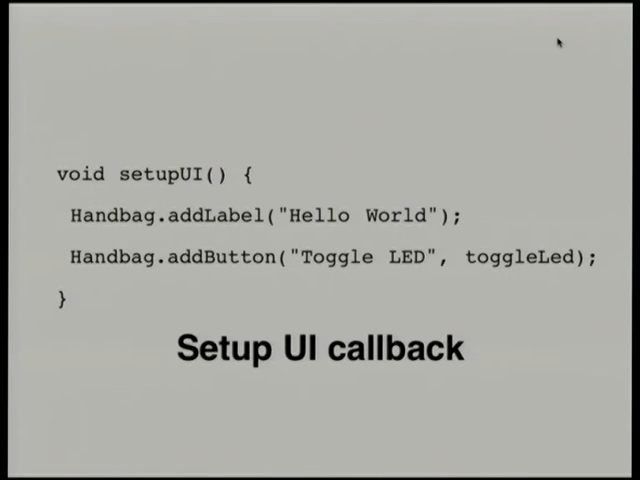 void setupUI() {
Handbag.addLabel("Hello World");
Handbag.addButton("Toggle LED", toggleLed);
}
Setup UI callback